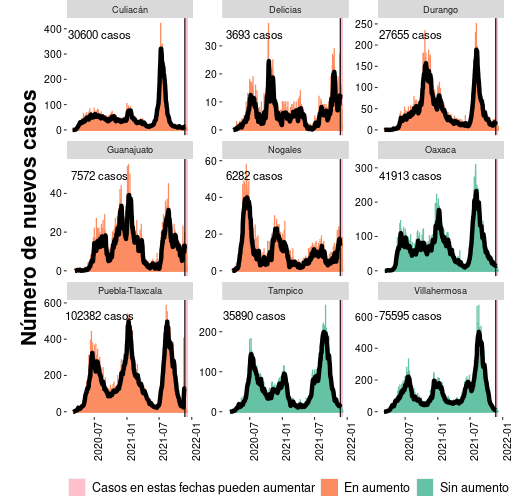 Número de nuevos casos
Culiacán
Delicias
Durango
30600 casos
3693 casos
27655 casos
400
300
200
100
0
30
20
10
0
250
200
150
100
50
0
Guanajuato
Nogales
Oaxaca
7572 casos
6282 casos
41913 casos
40
20
0
60
40
20
0
300
200
100
0
Puebla-Tlaxcala
Tampico
Villahermosa
102382 casos
35890 casos
75595 casos
600
400
200
0
200
100
0
600
400
200
0
2020-07
2021-01
2021-07
2022-01
2020-07
2021-01
2021-07
2022-01
2020-07
2021-01
2021-07
2022-01
Casos en estas fechas pueden aumentar
En aumento
Sin aumento